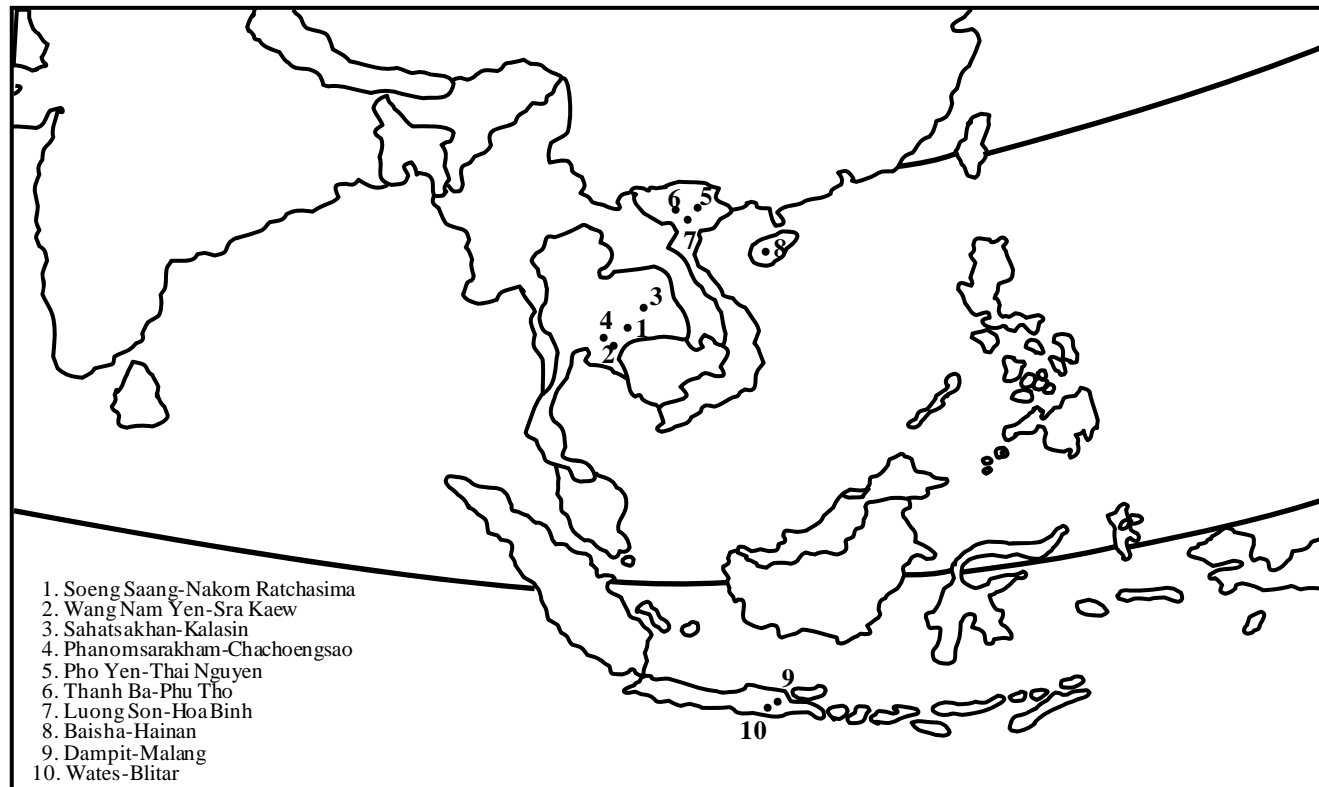 6 5
7
8
3
4 1
2
1. Soeng Saang-Nakorn Ratchasima
2. Wang Nam Yen-Sra Kaew
3. Sahatsakhan-Kalasin
4. Phanomsarakham-Chachoengsao
5. Pho Yen-Thai Nguyen
6. Thanh Ba-Phu Tho
7. Luong Son-Hoa Binh
8. Baisha-Hainan
9. Dampit-Malang
10. Wates-Blitar
9
10